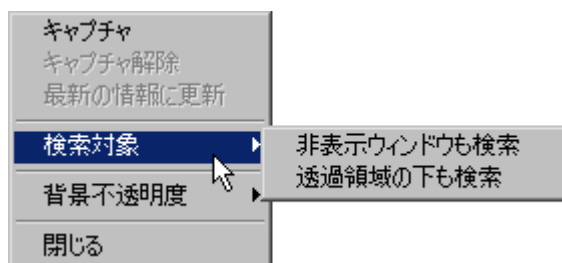 キャプチャ
キャプチャ解除
最新の情報に更新
検索対象
非表示ウィンドウも検索
透過領域の下も検索
背景不透明度
閉じる